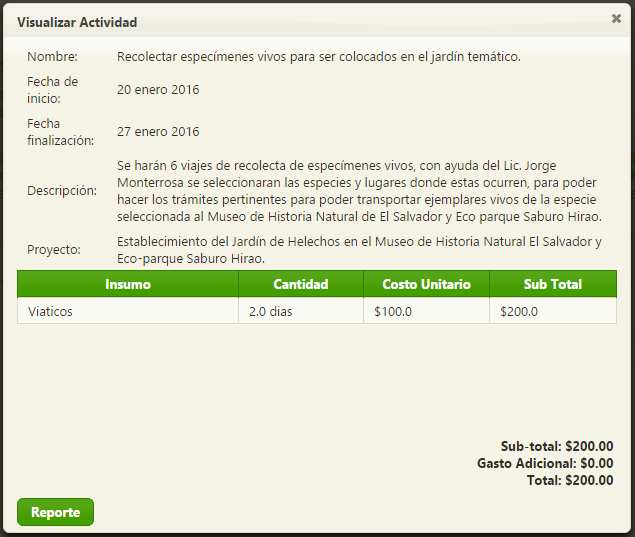 Visualizar Actividad
Nombre: Recolectar especímenes vivos para ser colocados en el jardín temático.
Fecha de
inicio:
20 enero 2016
Fecha
finalización:
27 enero 2016
Descripción:
Se harán 6 viajes de recolecta de especímenes vivos, con ayuda del Lic. Jorge
Monterrosa se seleccionaran las especies y lugares donde estas ocurren, para poder
hacer los trámites pertinentes para poder transportar ejemplares vivos de la especie
seleccionada al Museo de Historia Natural de El Salvador y Eco parque Saburo Hirao.
Proyecto:
Establecimiento del Jardín de Helechos en el Museo de Historia Natural El Salvador y
Eco-parque Saburo Hirao.
Insumo Cantidad Costo Unitario Sub Total
Viaticos 2.0 dias $100.0 $200.0
Sub-total: $200.00
Gasto Adicional: $0.00
Total: $200.00
Reporte